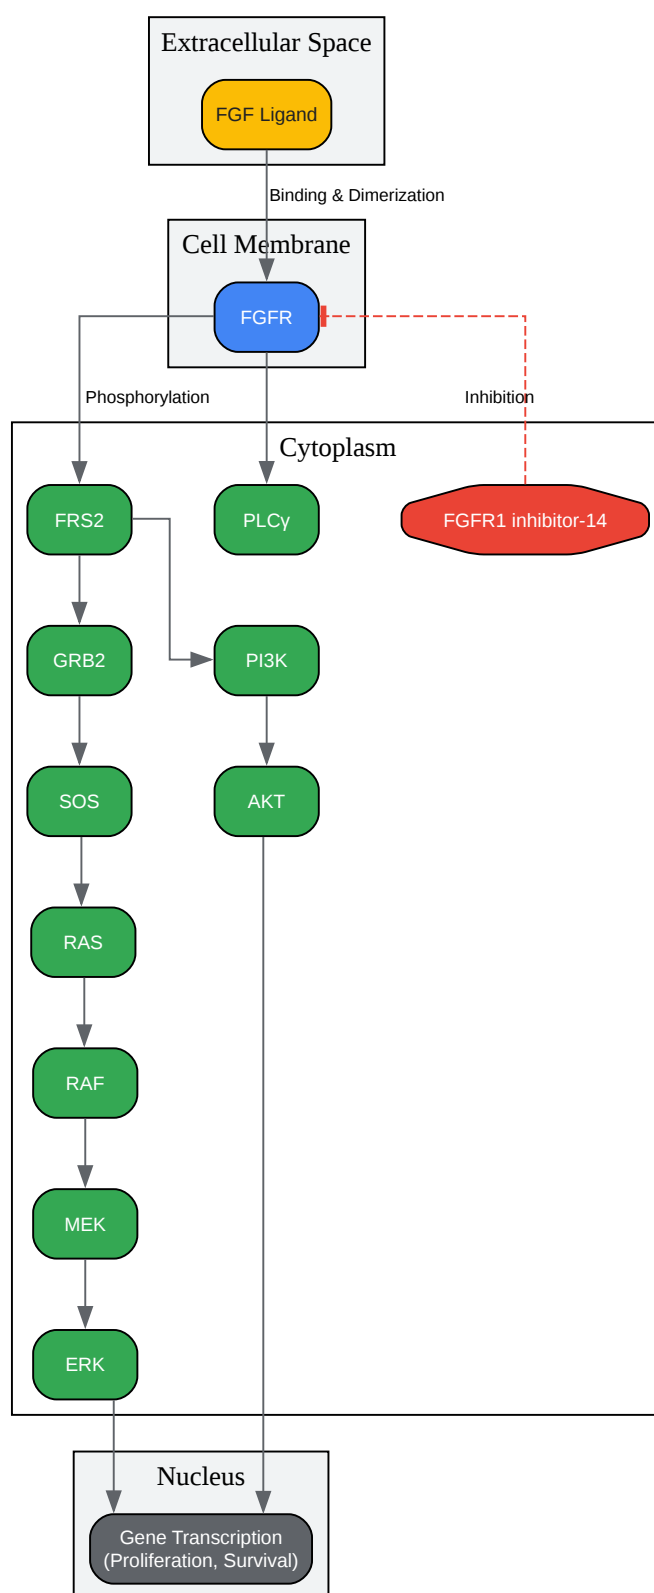 Extracellular Space
FGF Ligand
Binding & Dimerization
Cell Membrane
FGFR
Phosphorylation
Inhibition
Cytoplasm
FRS2
PLCγ
FGFR1 inhibitor-14
GRB2
PI3K
SOS
AKT
RAS
RAF
MEK
ERK
Nucleus
Gene Transcription
(Proliferation, Survival)